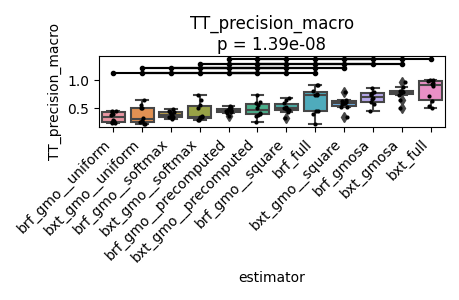 TT_precision_macro
p = 1.39e-08
TT_precision_macro
1.0
0.5
brf_gmo__uniform
bxt_gmo__uniform
brf_gmo__softmax
bxt_gmo__softmax
brf_gmo__precomputed
bxt_gmo__precomputed
brf_gmo__square
brf_full
bxt_gmo__square
brf_gmosa
bxt_gmosa
bxt_full
estimator